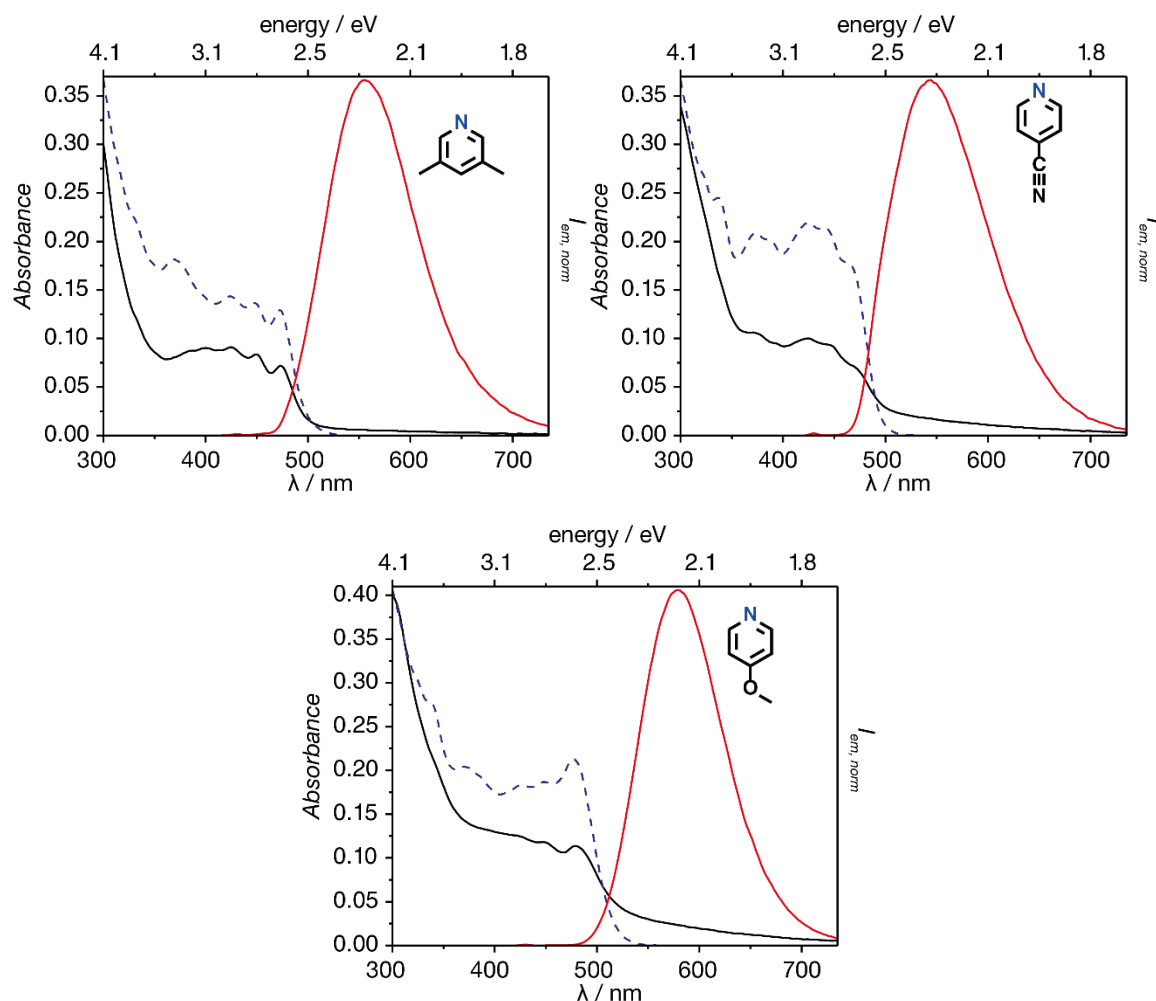 energy / eV
4.1 3.1 2.5 2.1 1.8
0.35
0.30
0.25
0.20
0.15
0.10
0.05
0.00
Absorbance
N
I em, norm
300 400 500 600 700
λ / nm
energy / eV
4.1 3.1 2.5 2.1 1.8
0.35
0.30
0.25
0.20
0.15
0.10
0.05
0.00
Absorbance
N
C
N
I em, norm
300 400 500 600 700
λ / nm
energy / eV
4.1 3.1 2.5 2.1 1.8
0.40
0.35
0.30
0.25
0.20
0.15
0.10
0.05
0.00
Absorbance
N
O
I em, norm
300 400 500 600 700
λ / nm